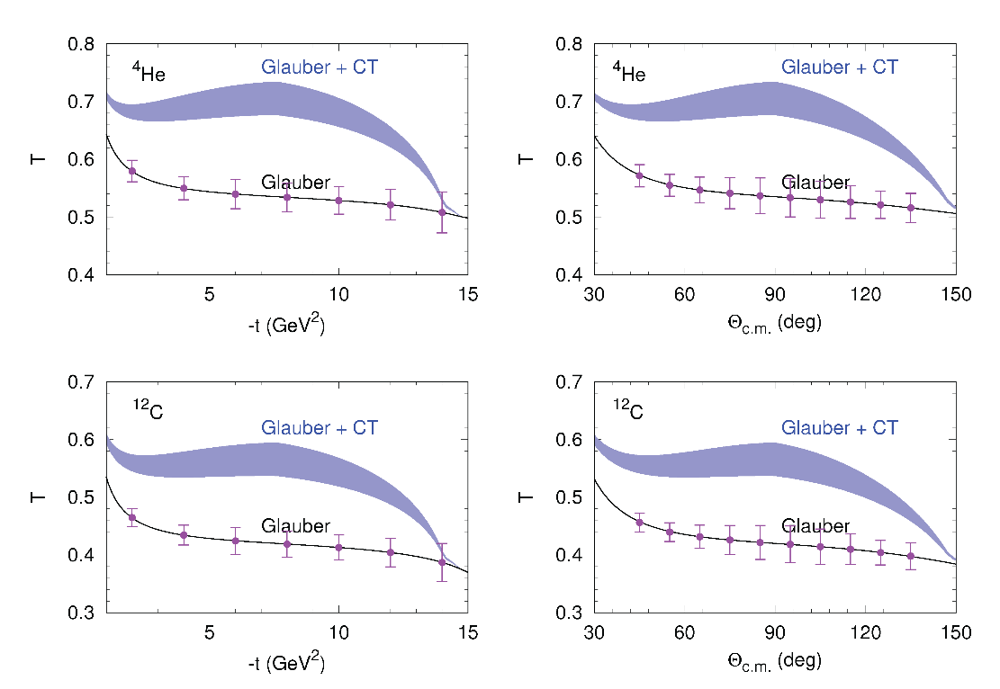 0.8
0.7
0.6
0.5
0.4
T
⁴He
Glauber + CT
Glauber
5
10
15
-t (GeV²)
0.8
0.7
0.6
0.5
0.4
T
⁴He
Glauber + CT
Glauber
30
60
90
120
150
Θc.m. (deg)
0.7
0.6
0.5
0.4
0.3
T
¹²C
Glauber + CT
Glauber
5
10
15
-t (GeV²)
0.7
0.6
0.5
0.4
0.3
T
¹²C
Glauber + CT
Glauber
30
60
90
120
150
Θc.m. (deg)